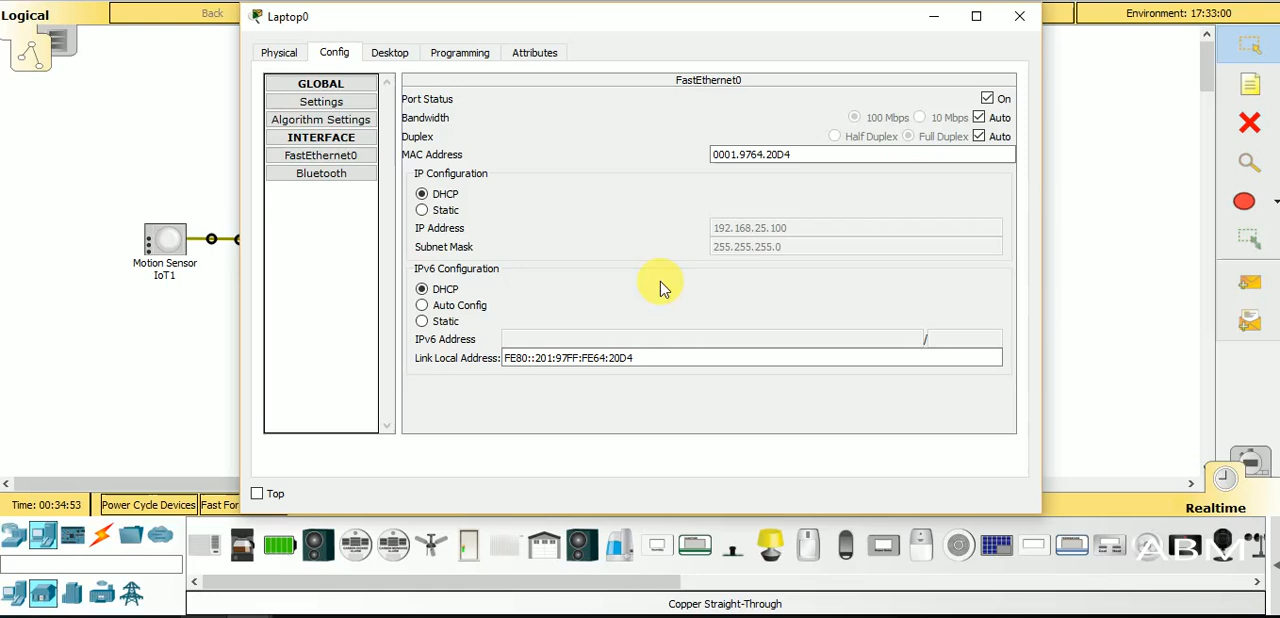 Logical
Back
Laptop0
Environment: 17:33:00
Physical
Config
Desktop
Programming
Attributes
GLOBAL
Settings
Algorithm Settings
INTERFACE
FastEthernet0
Bluetooth
FastEthernet0
Port Status
On
Bandwidth
100 Mbps
10 Mbps
Auto
Duplex
Half Duplex
Full Duplex
Auto
MAC Address
0001.9764.20D4
IP Configuration
DHCP
Static
IP Address
192.168.25.100
Subnet Mask
255.255.255.0
IPv6 Configuration
DHCP
Auto Config
Static
IPv6 Address
/
Link Local Address:
FE80::201:97FF:FE64:20D4
Motion Sensor
IoT1
Top
Time: 00:34:53
Power Cycle Devices
Fast For
Realtime
ABM
Copper Straight-Through